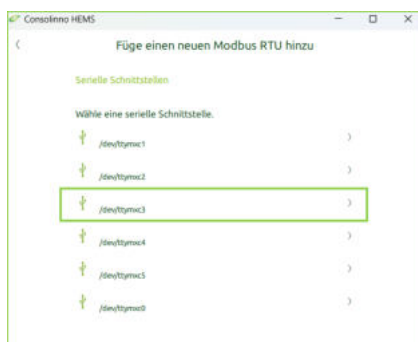 Consolinno HEMS
Füge einen neuen Modbus RTU hinzu
Serielle Schnittstellen
Wähle eine serielle Schnittstelle.
/dev/ttymxc1
/dev/ttymxc2
/dev/ttymxc3
/dev/ttymxc4
/dev/ttymxc5
/dev/ttymxc0